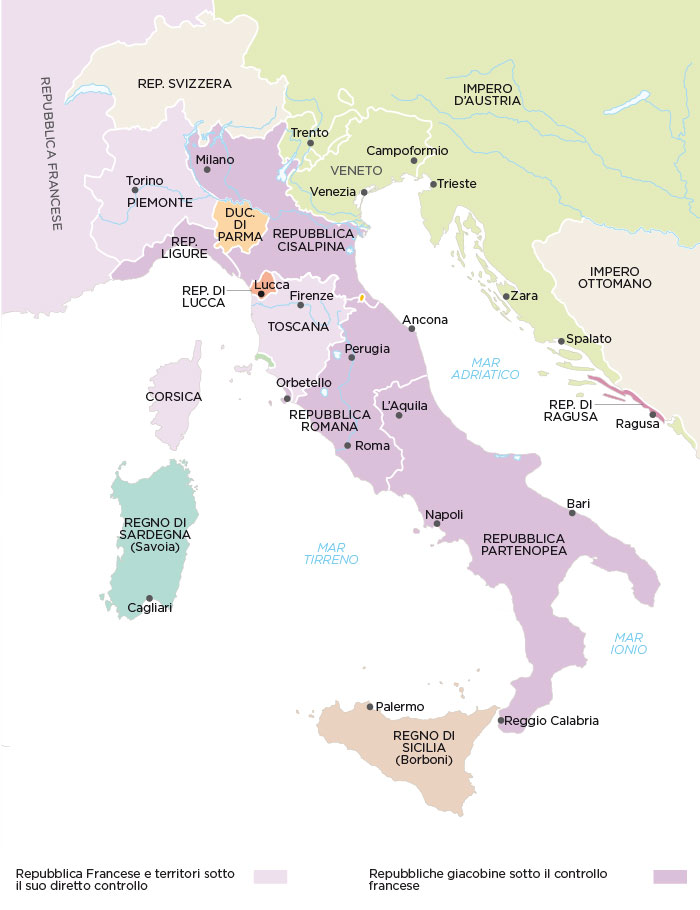 REP. SVIZZERA
IMPERO
D'AUSTRIA
REPUBBLICA FRANCESE
Trento
Campoformio
Milano
VENETO
Torino
Venezia
Trieste
PIEMONTE
DUC.
DI
PARMA
REPUBBLICA
CISALPINA
REP.
LIGURE
IMPERO
OTTOMANO
Lucca
REP. DI
LUCCA
Firenze
Zara
TOSCANA
Ancona
Spalato
Perugia
MAR
ADRIATICO
Orbetello
CORSICA
L'Aquila
REP. DI
RAGUSA
REPUBBLICA
ROMANA
Ragusa
Roma
Bari
Napoli
REGNO DI
SARDEGNA
(Savoia)
REPUBBLICA
PARTENOPEA
MAR
TIRRENO
Cagliari
MAR
IONIO
Palermo
Reggio Calabria
REGNO DI
SICILIA
(Borboni)
Repubblica Francese e territori sotto
il suo diretto controllo
Repubbliche giacobine sotto il controllo
francese